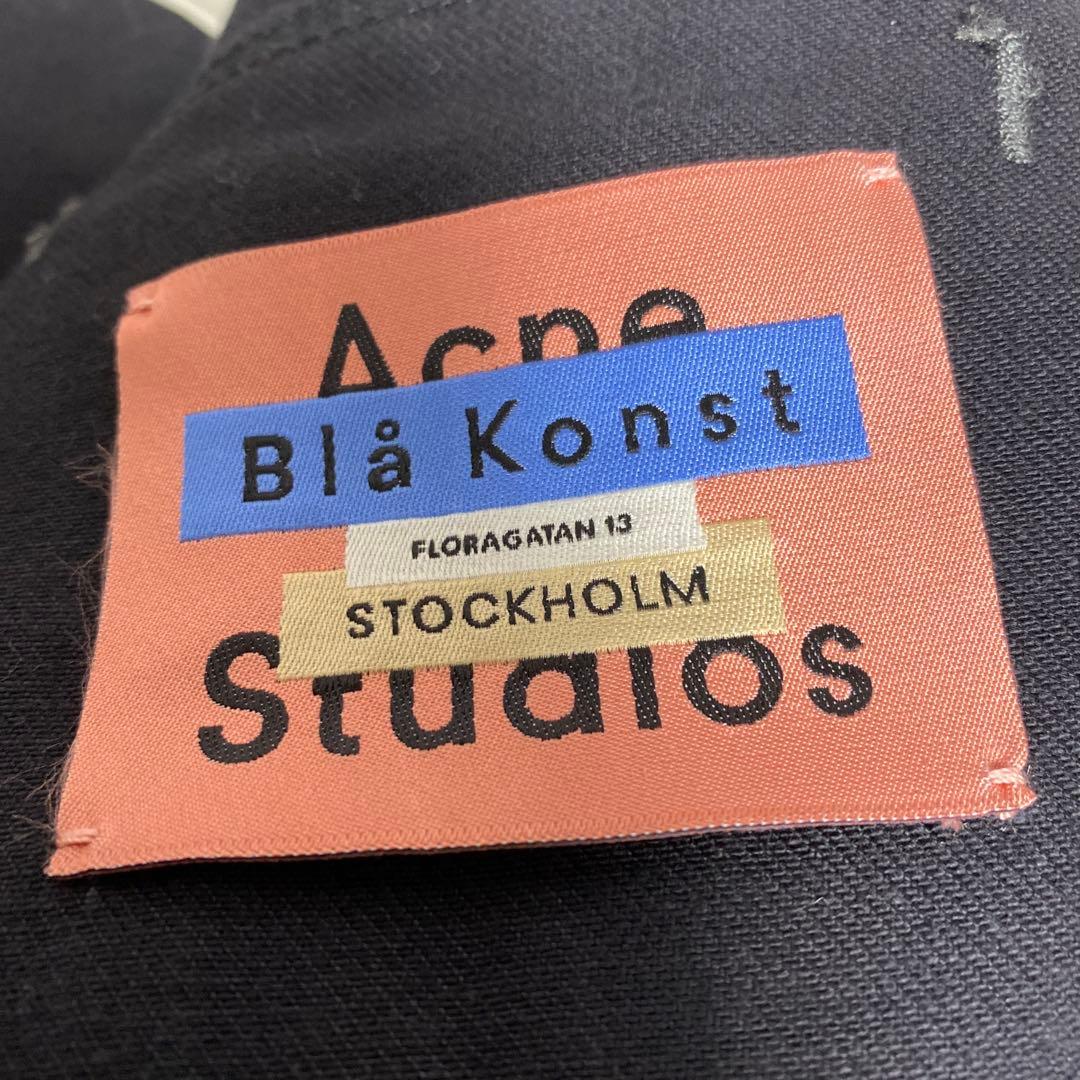 Acne
Blå Konst
FLORAGATAN 13
STOCKHOLM
Studios